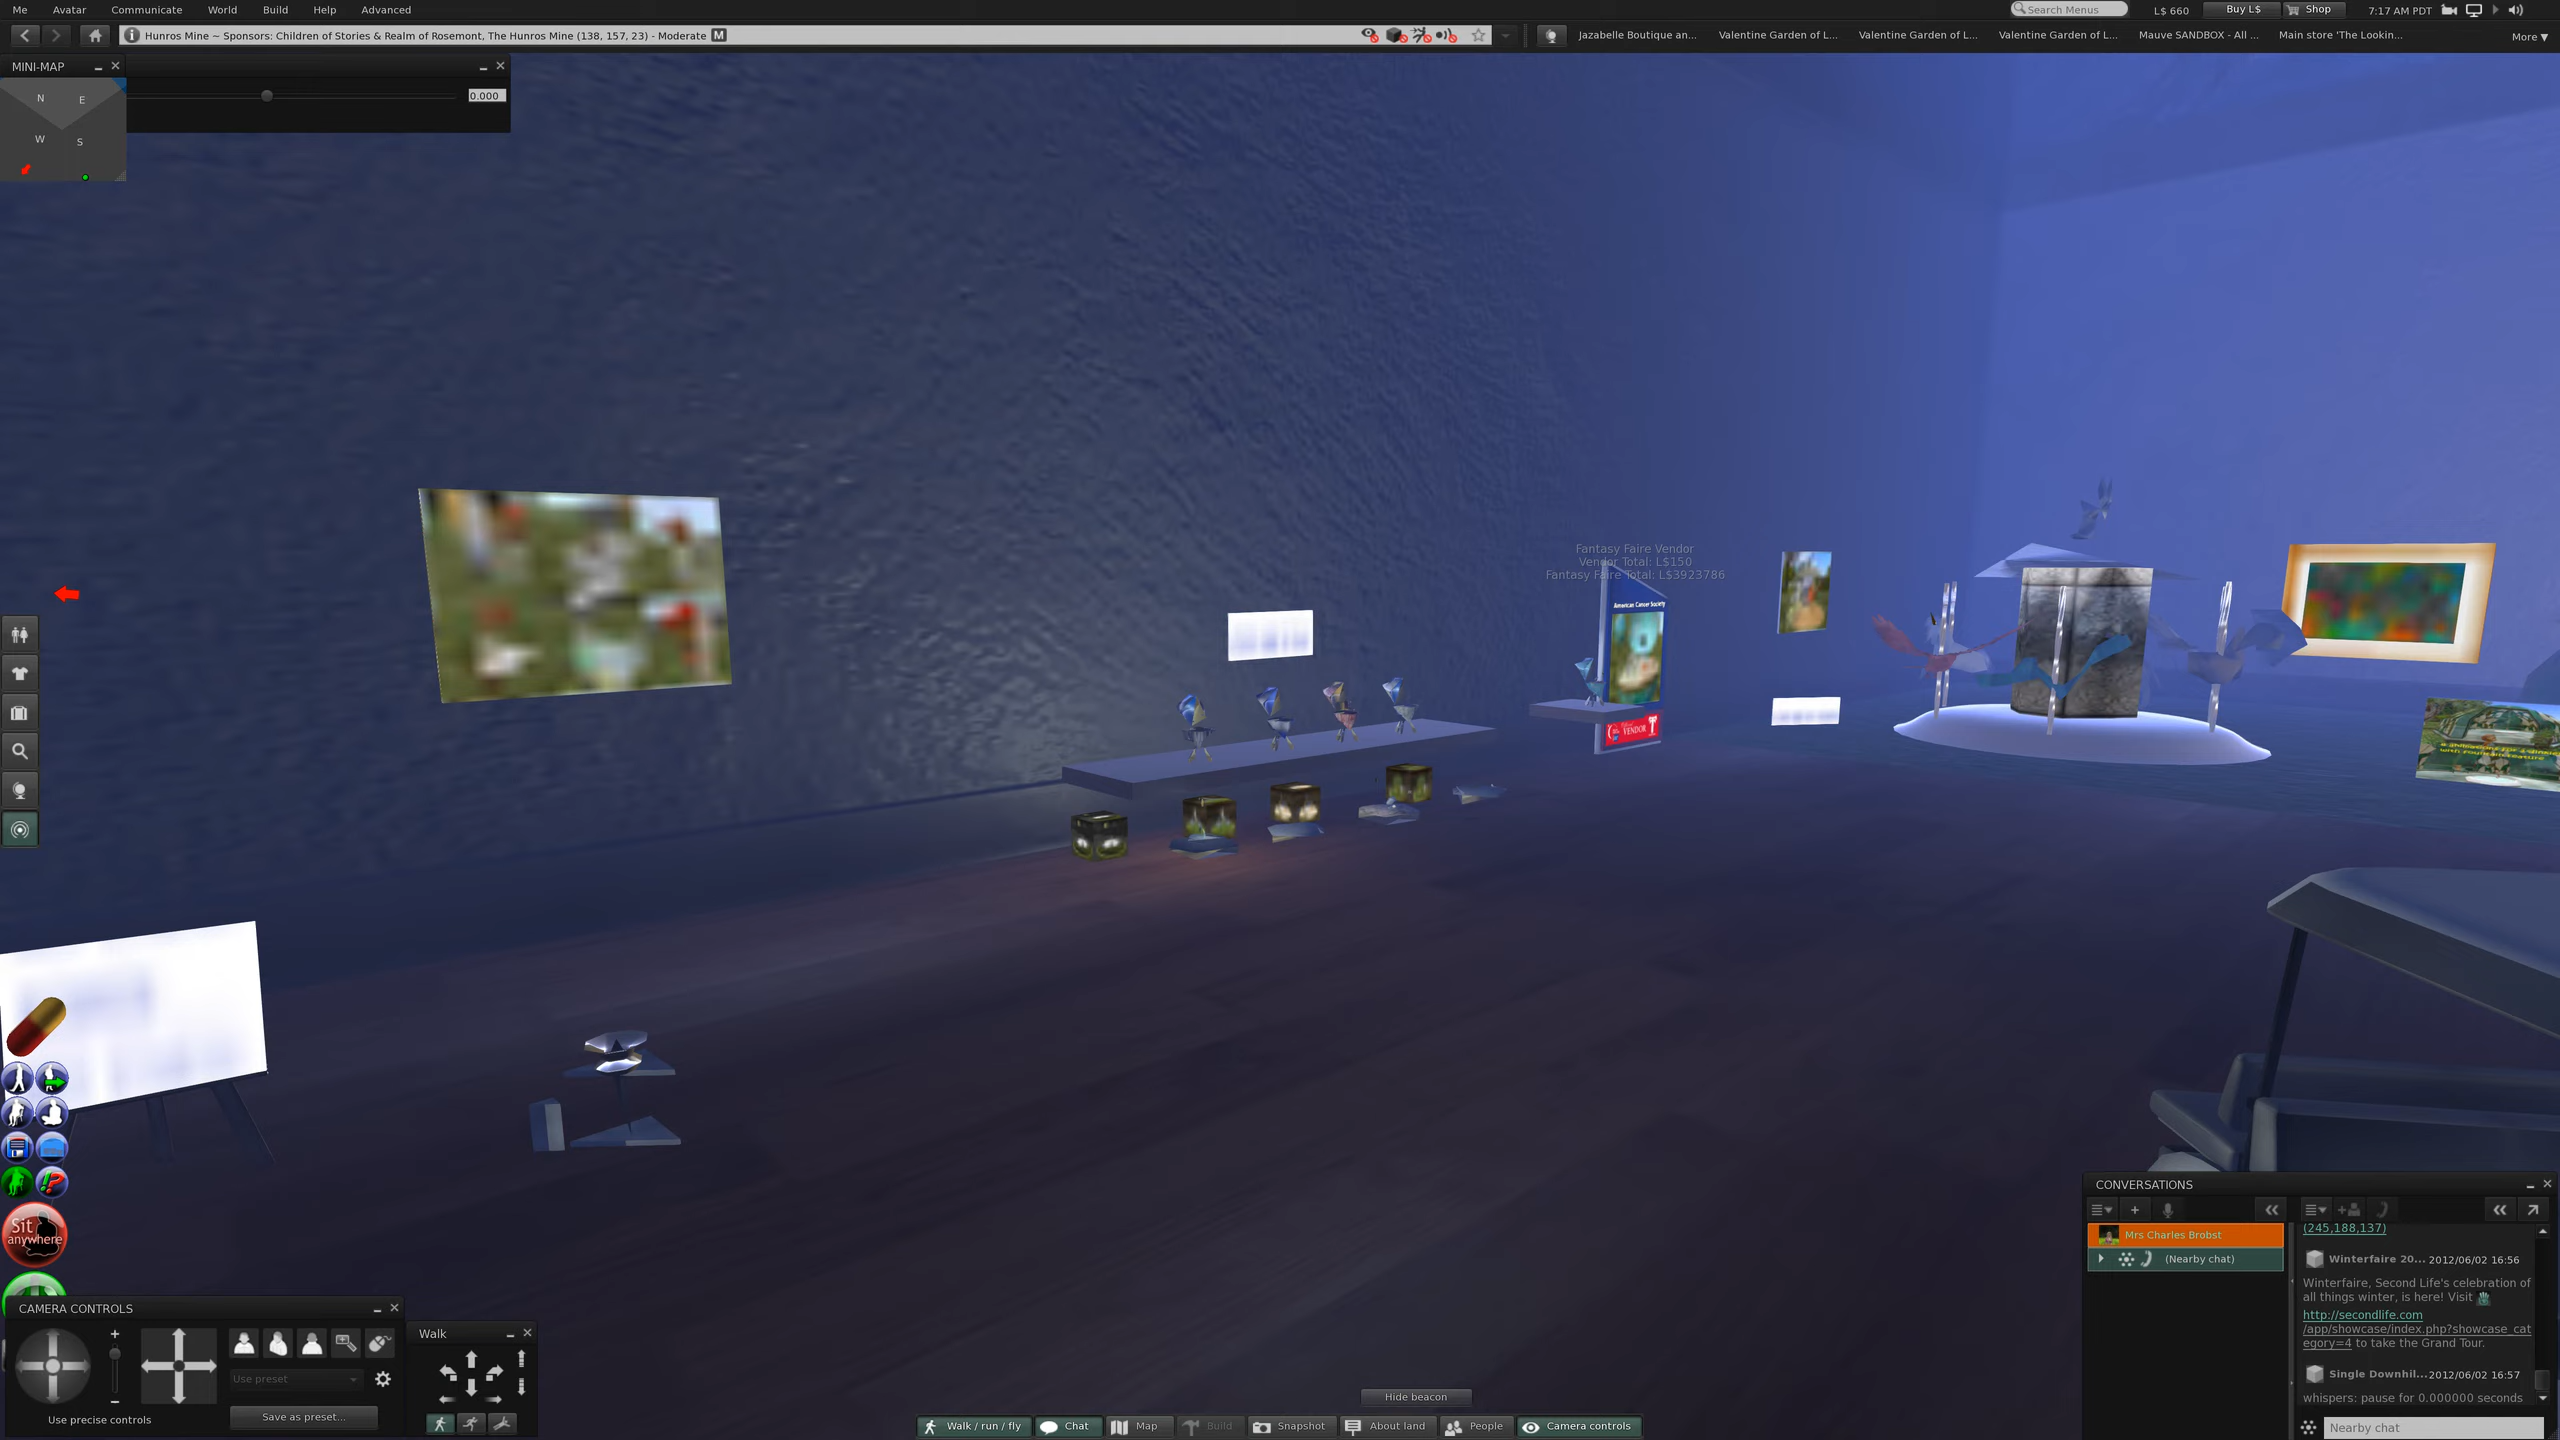 Me Avatar Communicate World Build Help Advanced
Search Menus L$ 660 Buy L$ Shop 7:17 AM PDT
Hunros Mine ~ Sponsors: Children of Stories & Realm of Rosemont, The Hunros Mine (138, 157, 23) - Moderate M
Jazabelle Boutique an... Valentine Garden of L... Valentine Garden of L... Valentine Garden of L... Mauve SANDBOX - All ... Main store 'The Lookin... More
MINI-MAP
0.000
N E
W S
Fantasy Faire Vendor
Vendor Total: L$150
Fantasy Faire Total: L$3923786
American Cancer Society
VENDOR
Sit
anywhere
CAMERA CONTROLS
Use preset
Use precise controls
Save as preset...
Walk
Hide beacon
Walk / run / fly Chat Map Build Snapshot About land People Camera controls
CONVERSATIONS
Mrs Charles Brobst
(Nearby chat)
(245,188,137)
Winterfaire 20... 2012/06/02 16:56
Winterfaire, Second Life's celebration of
all things winter, is here! Visit
http://secondlife.com
/app/showcase/index.php?showcase_cat
egory=4 to take the Grand Tour.
Single Downhil... 2012/06/02 16:57
whispers: pause for 0.000000 seconds
Nearby chat